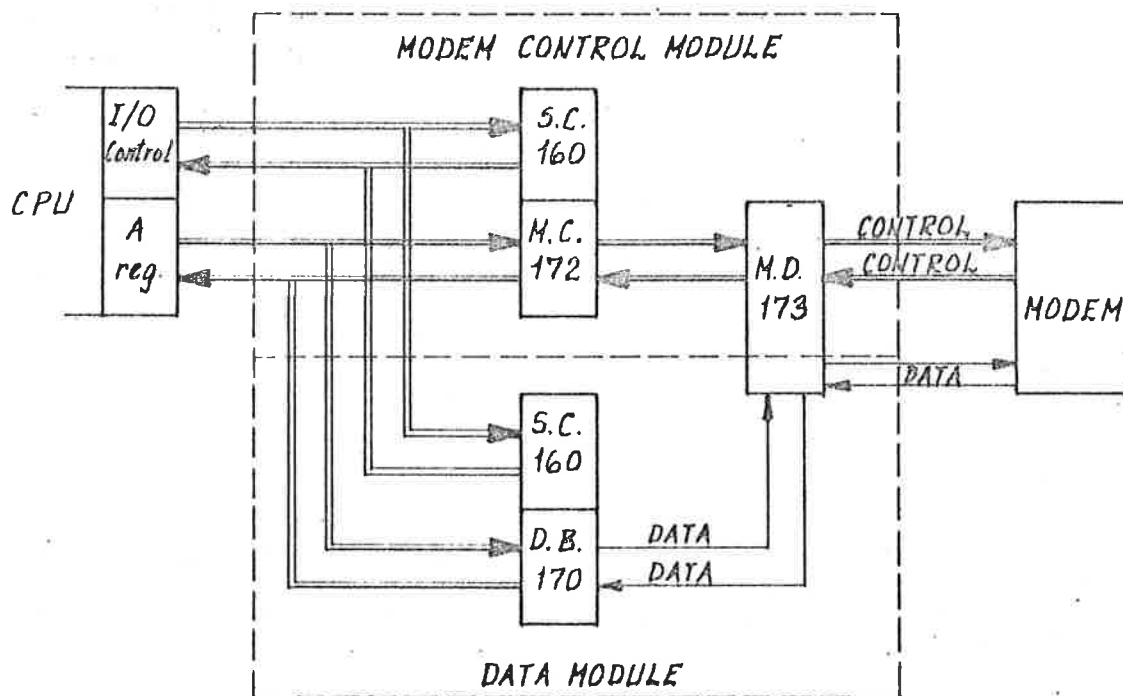 MODEM CONTROL MODULE
CPU
I/O
Control
A
reg.
S.C.
160
M.C.
172
M.D.
173
CONTROL
CONTROL
DATA
MODEM
S.C.
160
D.B.
170
DATA
DATA
DATA MODULE